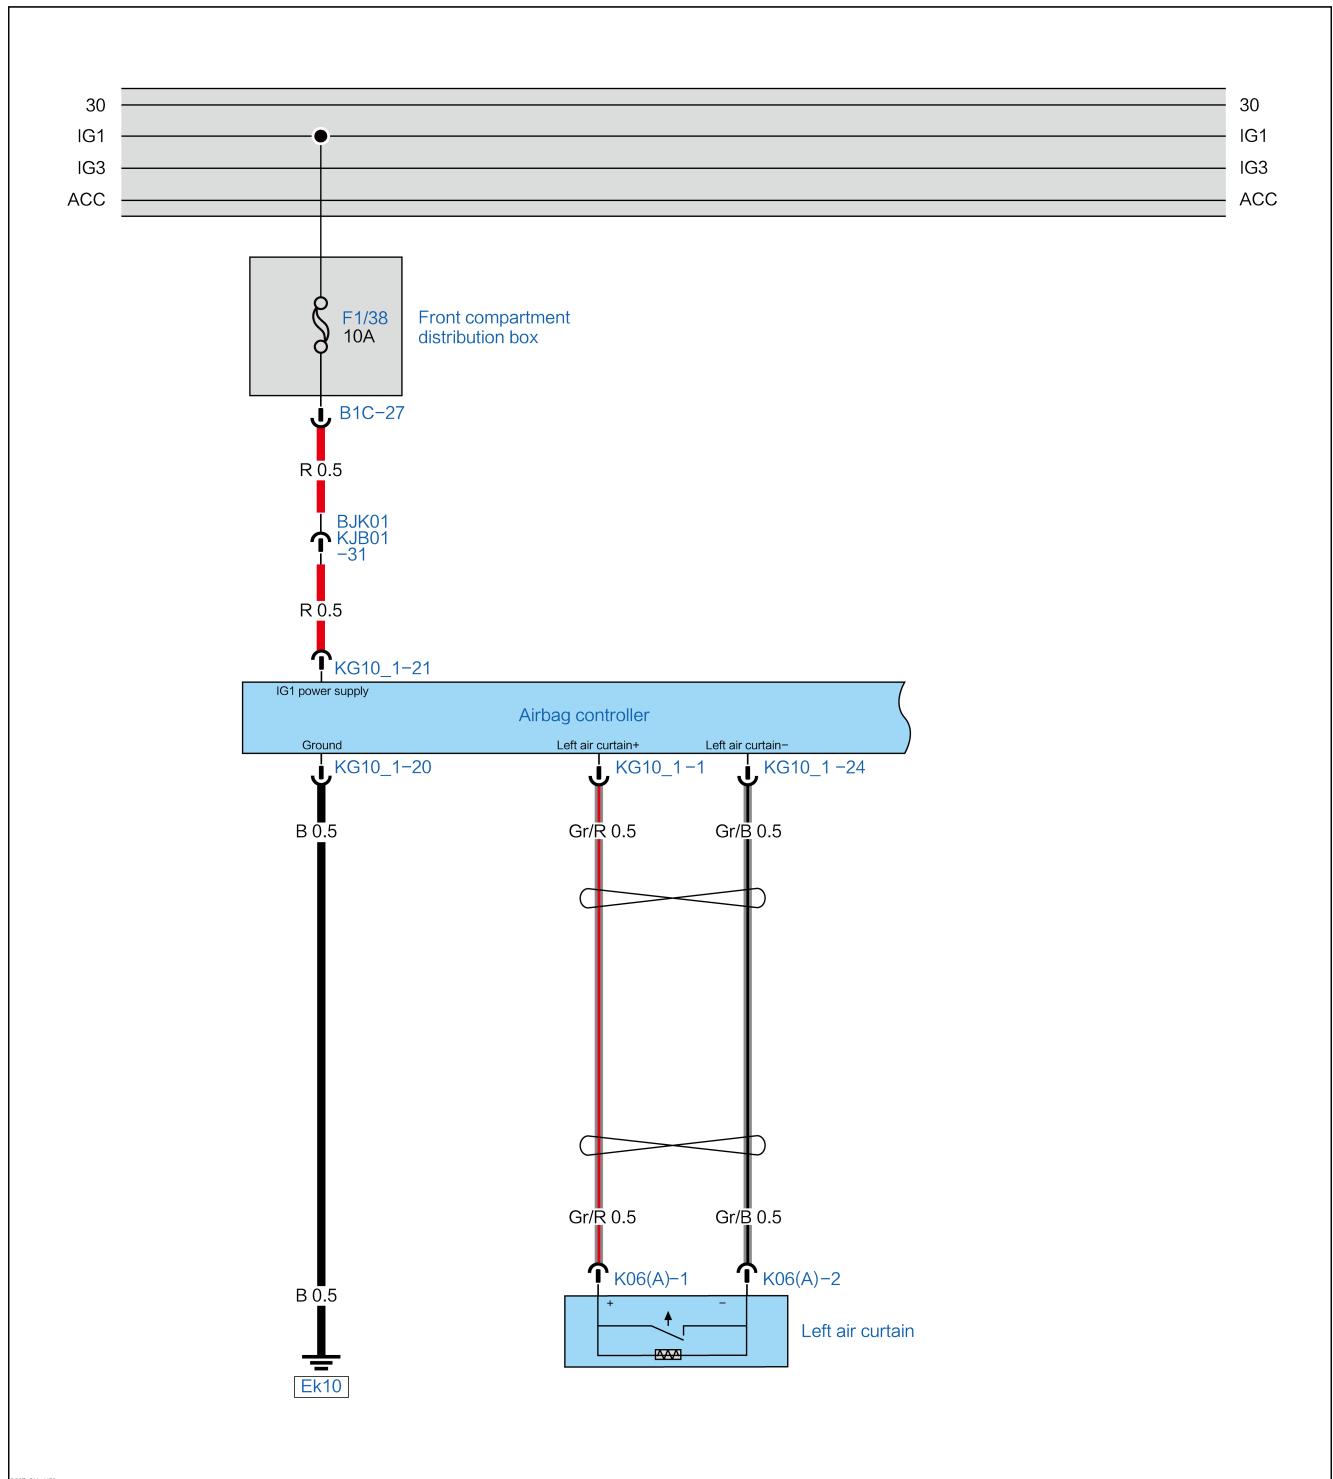 30
30
IG1
IG1
IG3
IG3
ACC
ACC
F1/38
10A
Front compartment
distribution box
B1C−27
R 0.5
BJK01
KJB01
−31
R 0.5
KG10_1−21
IG1 power supply
Airbag controller
Ground
Left air curtain+
Left air curtain−
KG10_1−20
KG10_1 −1
KG10_1 −24
B 0.5
Gr/R 0.5
Gr/B 0.5
Gr/R 0.5
Gr/B 0.5
K06(A)−1
K06(A)−2
+
−
B 0.5
Left air curtain
Ek10